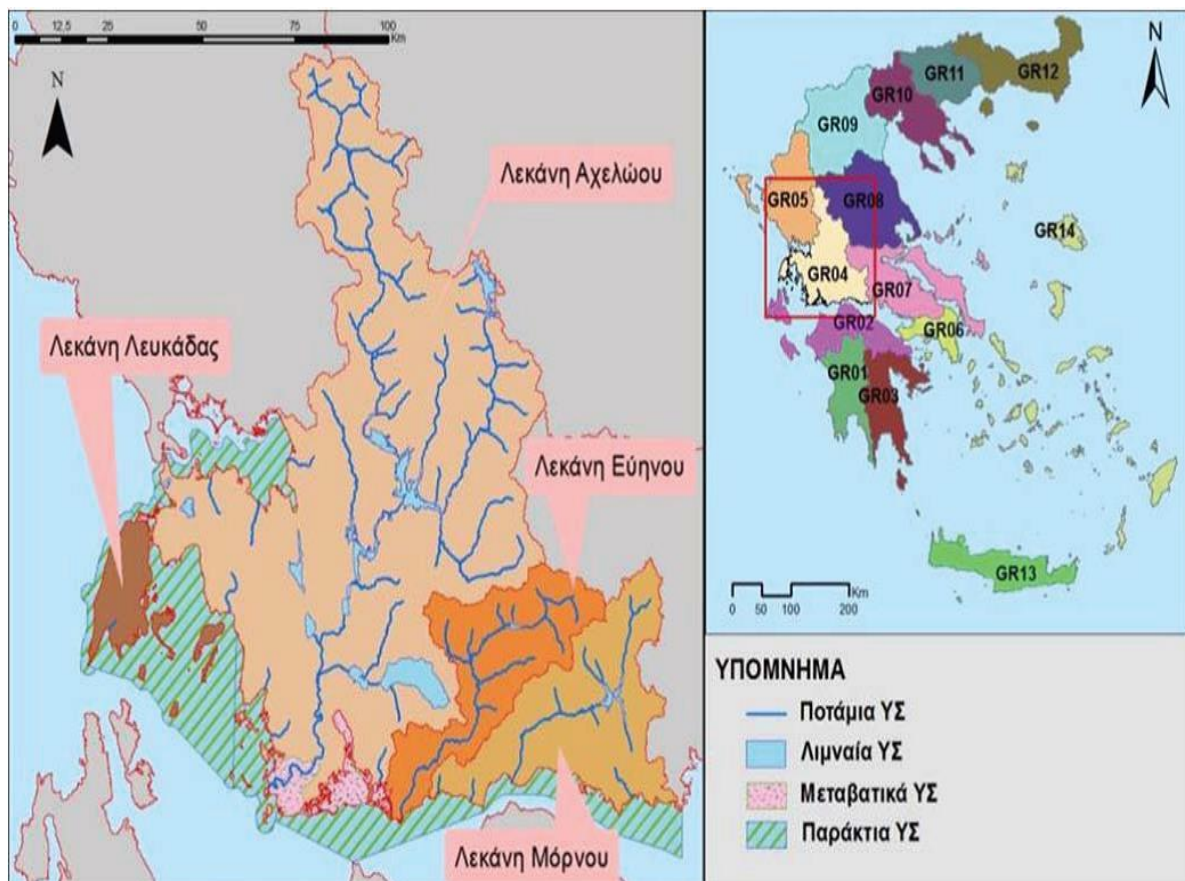 0 12,5 25 50 75 100
Km
N
Λεκάνη Αχελώου
Λεκάνη Λευκάδας
Λεκάνη Εύηνου
Λεκάνη Μόρνου
N
GR11
GR12
GR10
GR09
GR05
GR08
GR14
GR04
GR07
GR02
GR06
GR01
GR03
GR13
Km
0 50 100 200
ΥΠΟΜΝΗΜΑ
Ποτάμια ΥΣ
Λιμναία ΥΣ
Μεταβατικά ΥΣ
Παράκτια ΥΣ